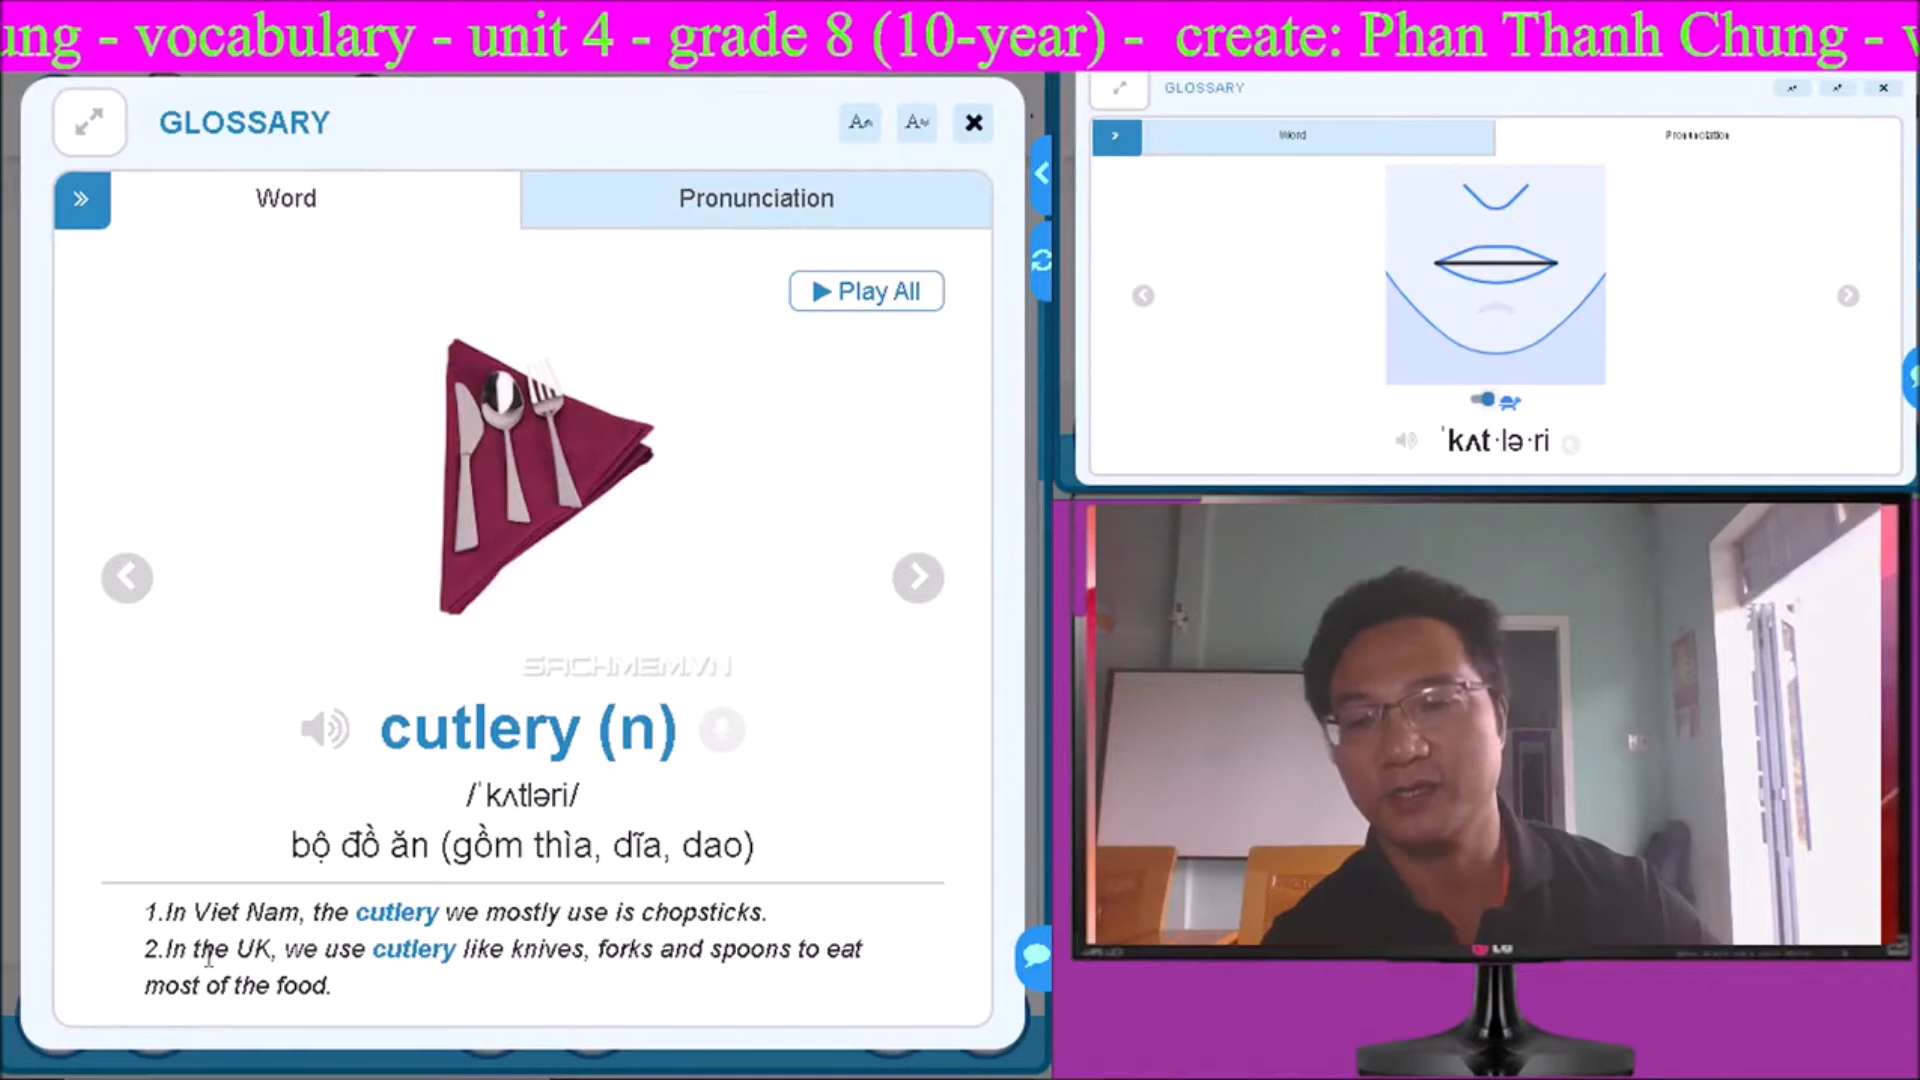 ung - vocabulary - unit 4 - grade 8 (10-year) - create: Phan Thanh Chung -
GLOSSARY
Word
Pronunciation
Play All
SACHMEM.VN
cutlery (n)
/ˈkʌtləri/
bộ đồ ăn (gồm thìa, dĩa, dao)
1.In Viet Nam, the cutlery we mostly use is chopsticks.
2.In the UK, we use cutlery like knives, forks and spoons to eat
most of the food.
GLOSSARY
Word
Pronunciation
ˈkʌt·lə·ri
LG